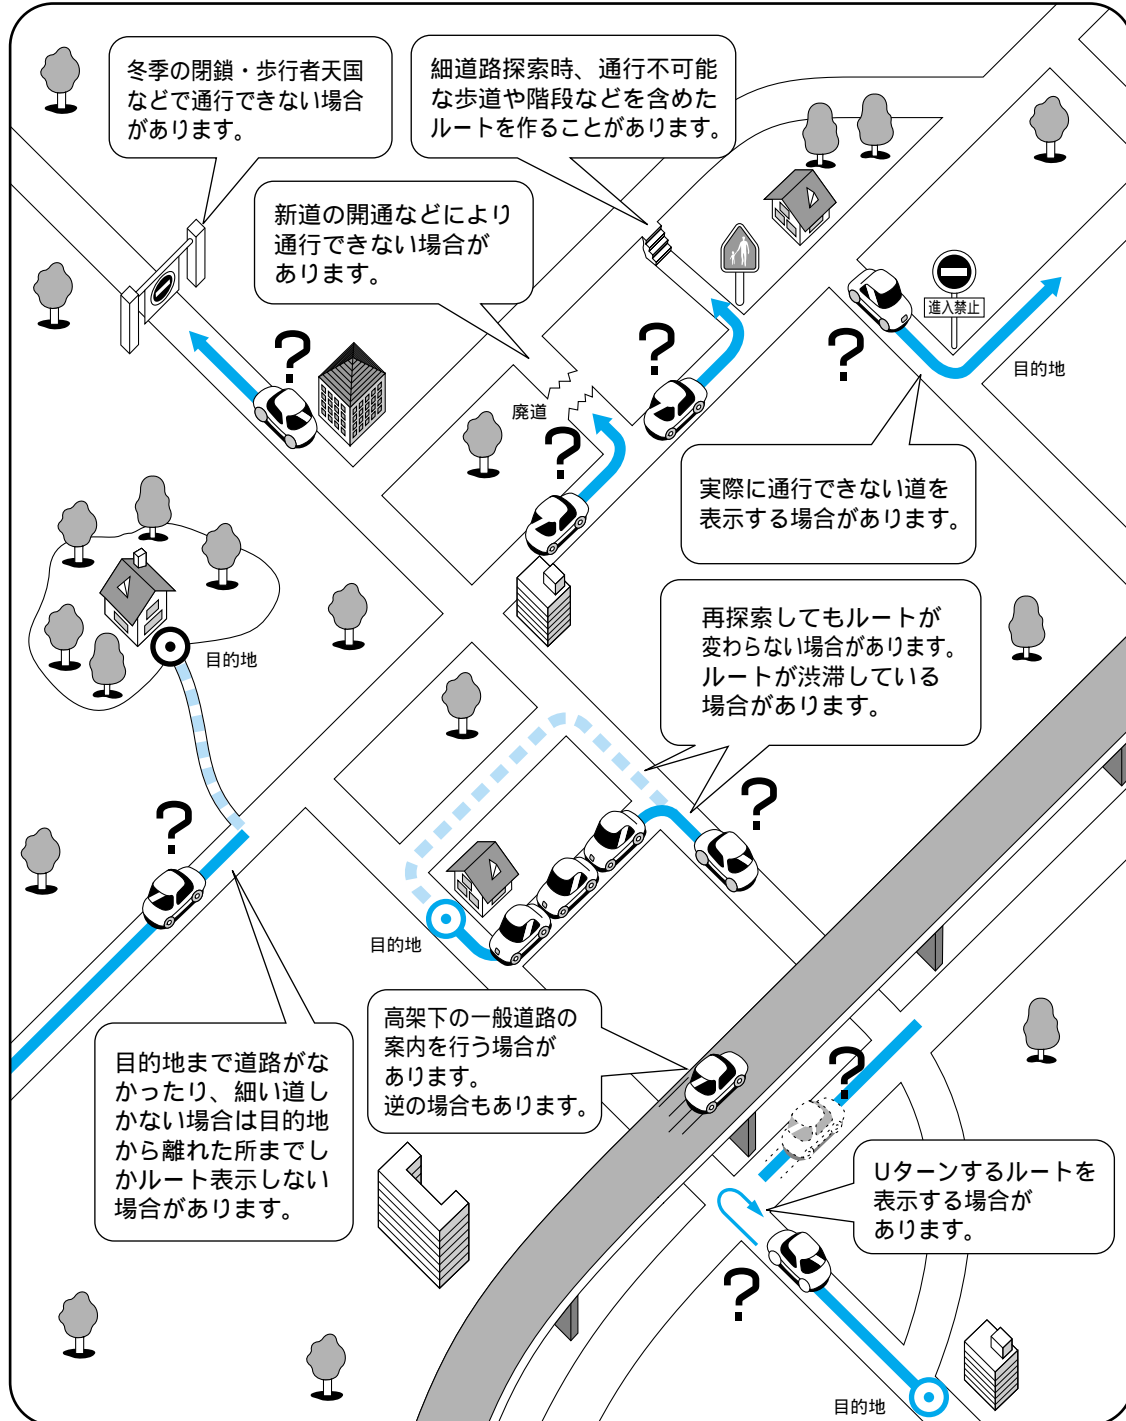 冬季の閉鎖・歩行者天国
などで通行できない場合
があります。
細道路探索時、通行不可能
な歩道や階段などを含めた
ルートを作ることがあります。
新道の開通などにより
通行できない場合が
あります。
進入禁止
目的地
廃道
実際に通行できない道を
表示する場合があります。
再探索してもルートが
変わらない場合があります。
ルートが渋滞している
場合があります。
目的地
目的地
高架下の一般道路の
案内を行う場合が
あります。
逆の場合もあります。
目的地まで道路がな
かったり、細い道し
かない場合は目的地
から離れた所までし
かルート表示しない
場合があります。
Uターンするルートを
表示する場合が
あります。
目的地